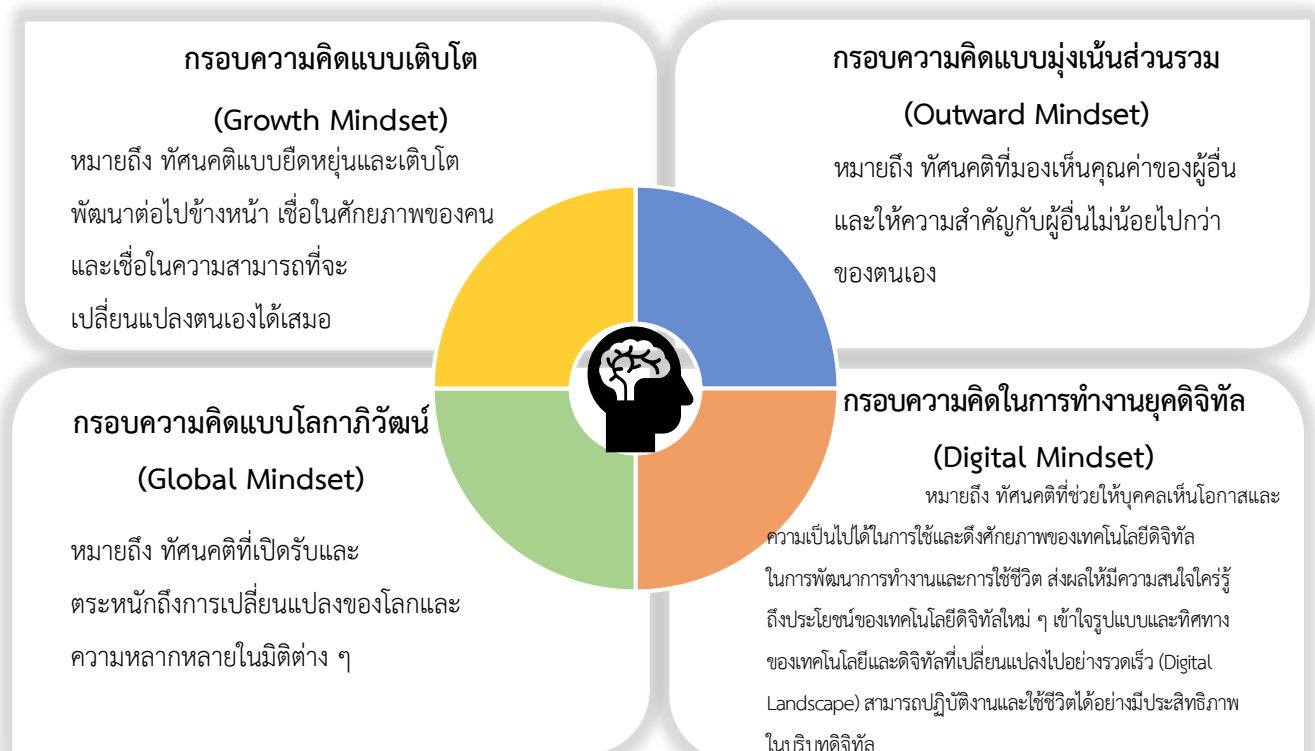 กรอบความคิดแบบเติบโต
(Growth Mindset)
หมายถึง ทัศนคติแบบยืดหยุ่นและเติบโต
พัฒนาต่อไปข้างหน้า เชื่อในศักยภาพของคน
และเชื่อในความสามารถที่จะ
เปลี่ยนแปลงตนเองได้เสมอ
กรอบความคิดแบบมุ่งเน้นส่วนรวม
(Outward Mindset)
หมายถึง ทัศนคติที่มองเห็นคุณค่าของผู้อื่น
และให้ความสำคัญกับผู้อื่นไม่น้อยไปกว่า
ของตนเอง
กรอบความคิดแบบโลกาภิวัฒน์
(Global Mindset)
หมายถึง ทัศนคติที่เปิดรับและ
ตระหนักถึงการเปลี่ยนแปลงของโลกและ
ความหลากหลายในมิติต่าง ๆ
กรอบความคิดในการทำงานยุคดิจิทัล
(Digital Mindset)
หมายถึง ทัศนคติที่ช่วยให้บุคคลเห็นโอกาสและ
ความเป็นไปได้ในการใช้และดึงศักยภาพของเทคโนโลยีดิจิทัล
ในการพัฒนาการทำงานและการใช้ชีวิต ส่งผลให้มีความสนใจใคร่รู้
ถึงประโยชน์ของเทคโนโลยีดิจิทัลใหม่ ๆ เข้าใจรูปแบบและทิศทาง
ของเทคโนโลยีและดิจิทัลที่เปลี่ยนแปลงไปอย่างรวดเร็ว (Digital
Landscape) สามารถปฏิบัติงานและใช้ชีวิตได้อย่างมีประสิทธิภาพ
ในบริบทดิจิทัล